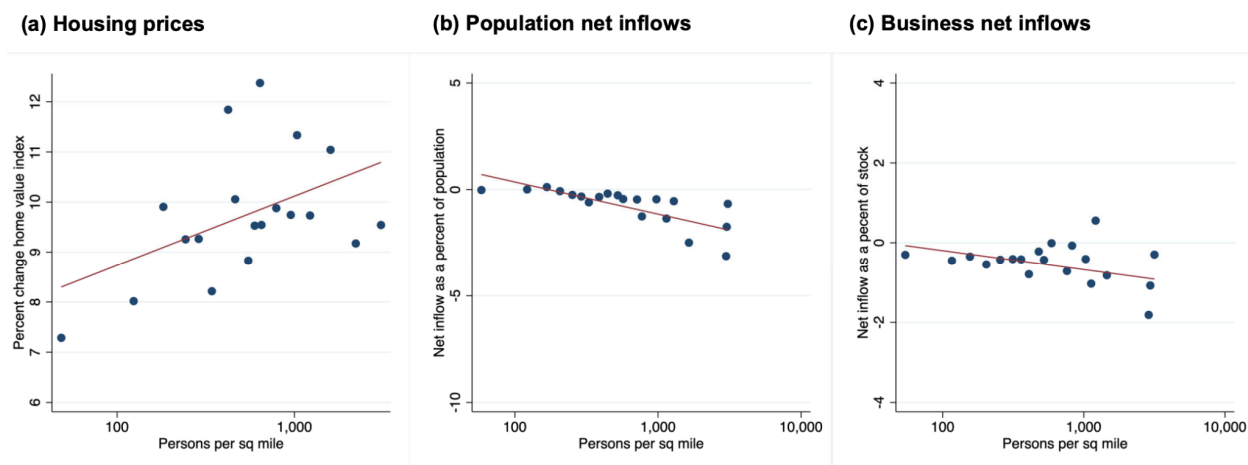 (a) Housing prices
Percent change home value index
12
11
10
9
8
7
6
100
1,000
Persons per sq mile
(b) Population net inflows
Net inflow as a percent of population
5
0
-5
-10
100
1,000
10,000
Persons per sq mile
(c) Business net inflows
Net inflow as a pecent of stock
4
2
0
-2
-4
100
1,000
10,000
Persons per sq mile